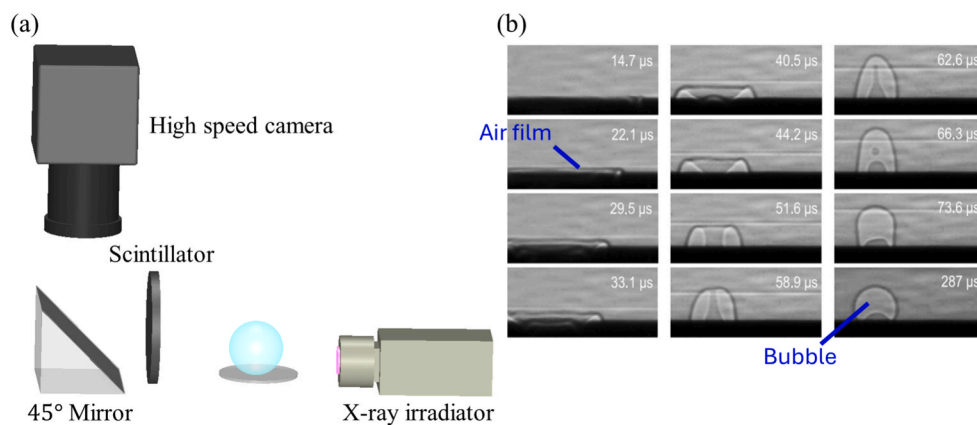 (a)
High speed camera
Scintillator
45° Mirror
X-ray irradiator
(b)
14.7 µs
40.5 µs
62.6 µs
Air film
22.1 µs
44.2 µs
66.3 µs
29.5 µs
51.6 µs
73.6 µs
33.1 µs
58.9 µs
287 µs
Bubble